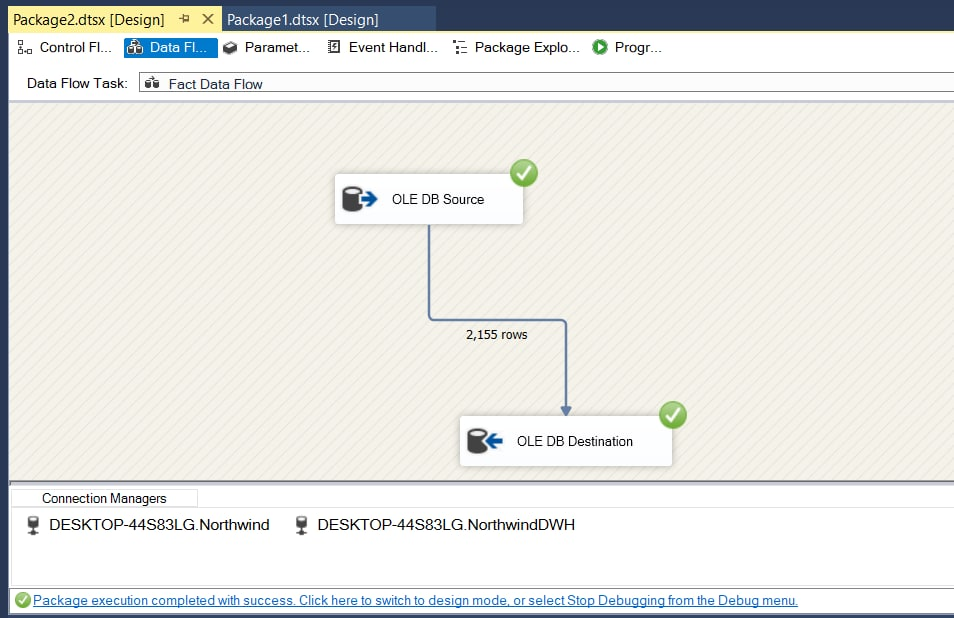 Package2.dtsx [Design] Package1.dtsx [Design]
Control Fl... Data Fl... Paramet... Event Handl... Package Explo... Progr...
Data Flow Task: Fact Data Flow
OLE DB Source
2,155 rows
OLE DB Destination
Connection Managers
DESKTOP-44S83LG.Northwind DESKTOP-44S83LG.NorthwindDWH
Package execution completed with success. Click here to switch to design mode, or select Stop Debugging from the Debug menu.